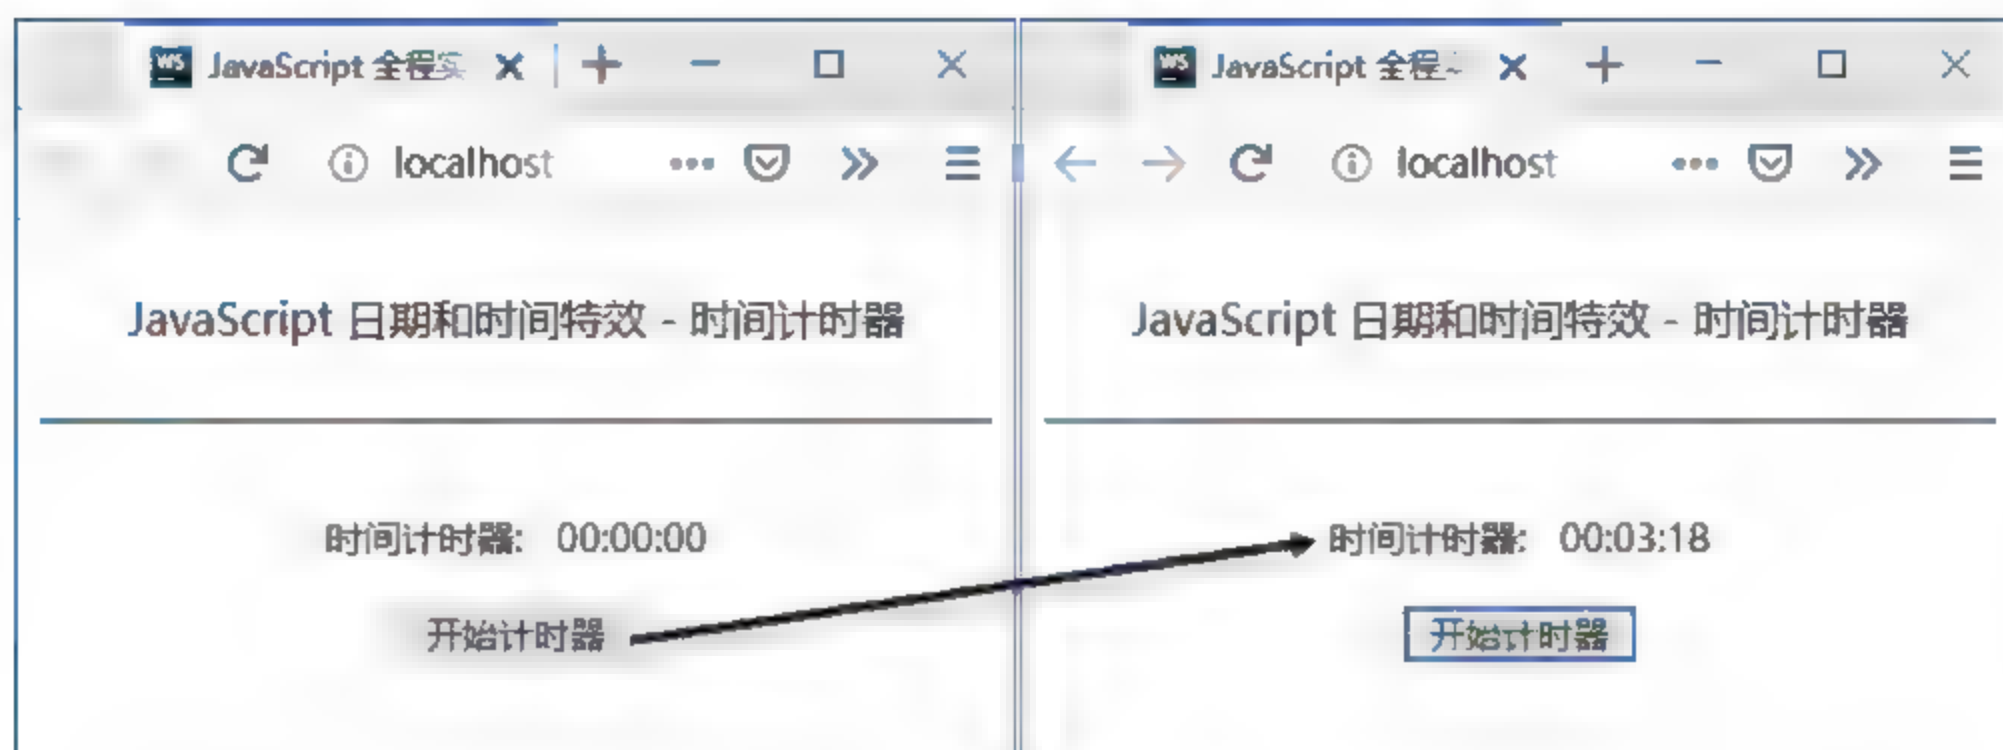 WS JavaScript 全程实
localhost
JavaScript 日期和时间特效 - 时间计时器
时间计时器: 00:00:00
开始计时器
WS JavaScript 全程~
localhost
JavaScript 日期和时间特效 - 时间计时器
时间计时器: 00:03:18
开始计时器